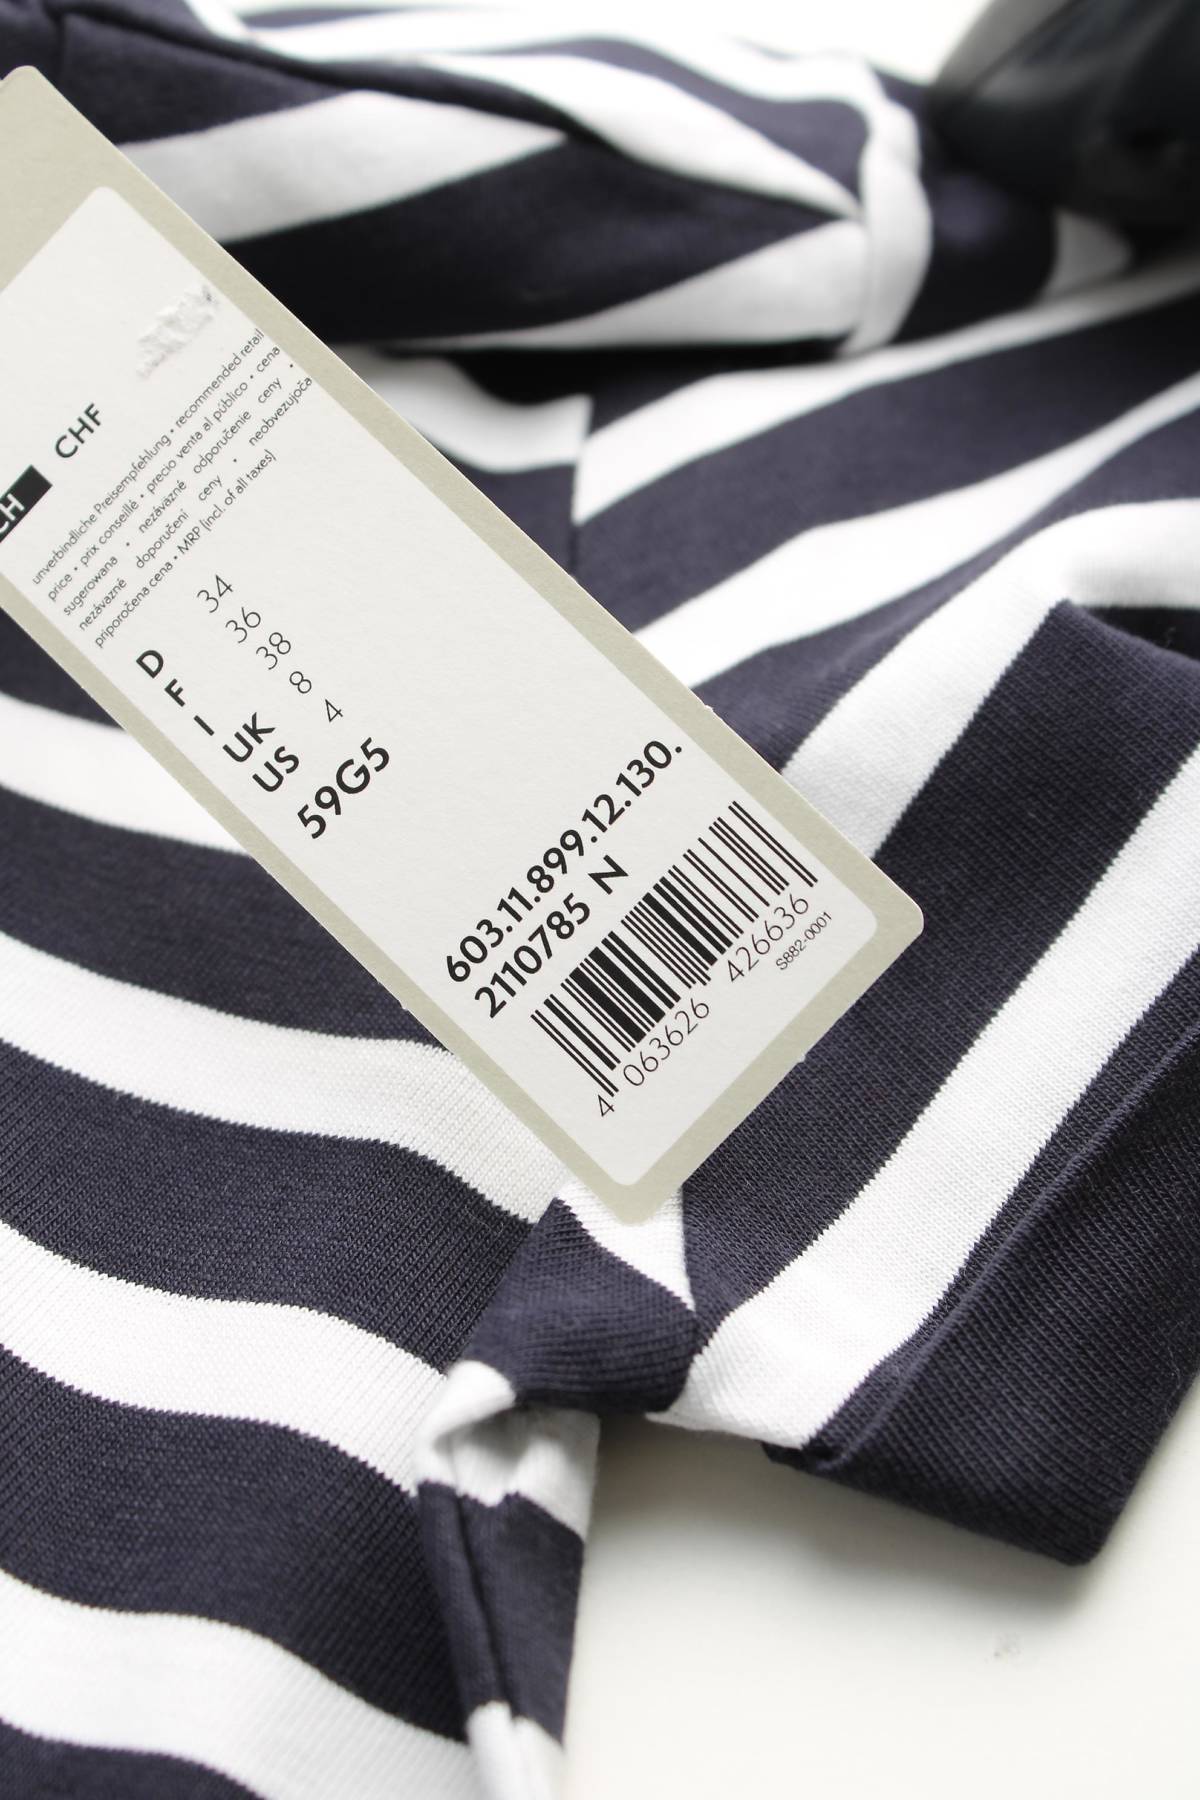 CH CHF
unverbindliche Preisempfehlung • recommended retail
price • prix conseillé • precio venta al público • cena
sugerowana • nezáväzné odporučenie ceny •
nezávazné doporučení ceny • neobvezujoča
priporočena cena • MRP (incl. of all taxes)
D 34
F 36
I 38
UK 8
US 4
59G5
603.11.899.12.130.
2110785 N
4 063626 426636
S882-0001